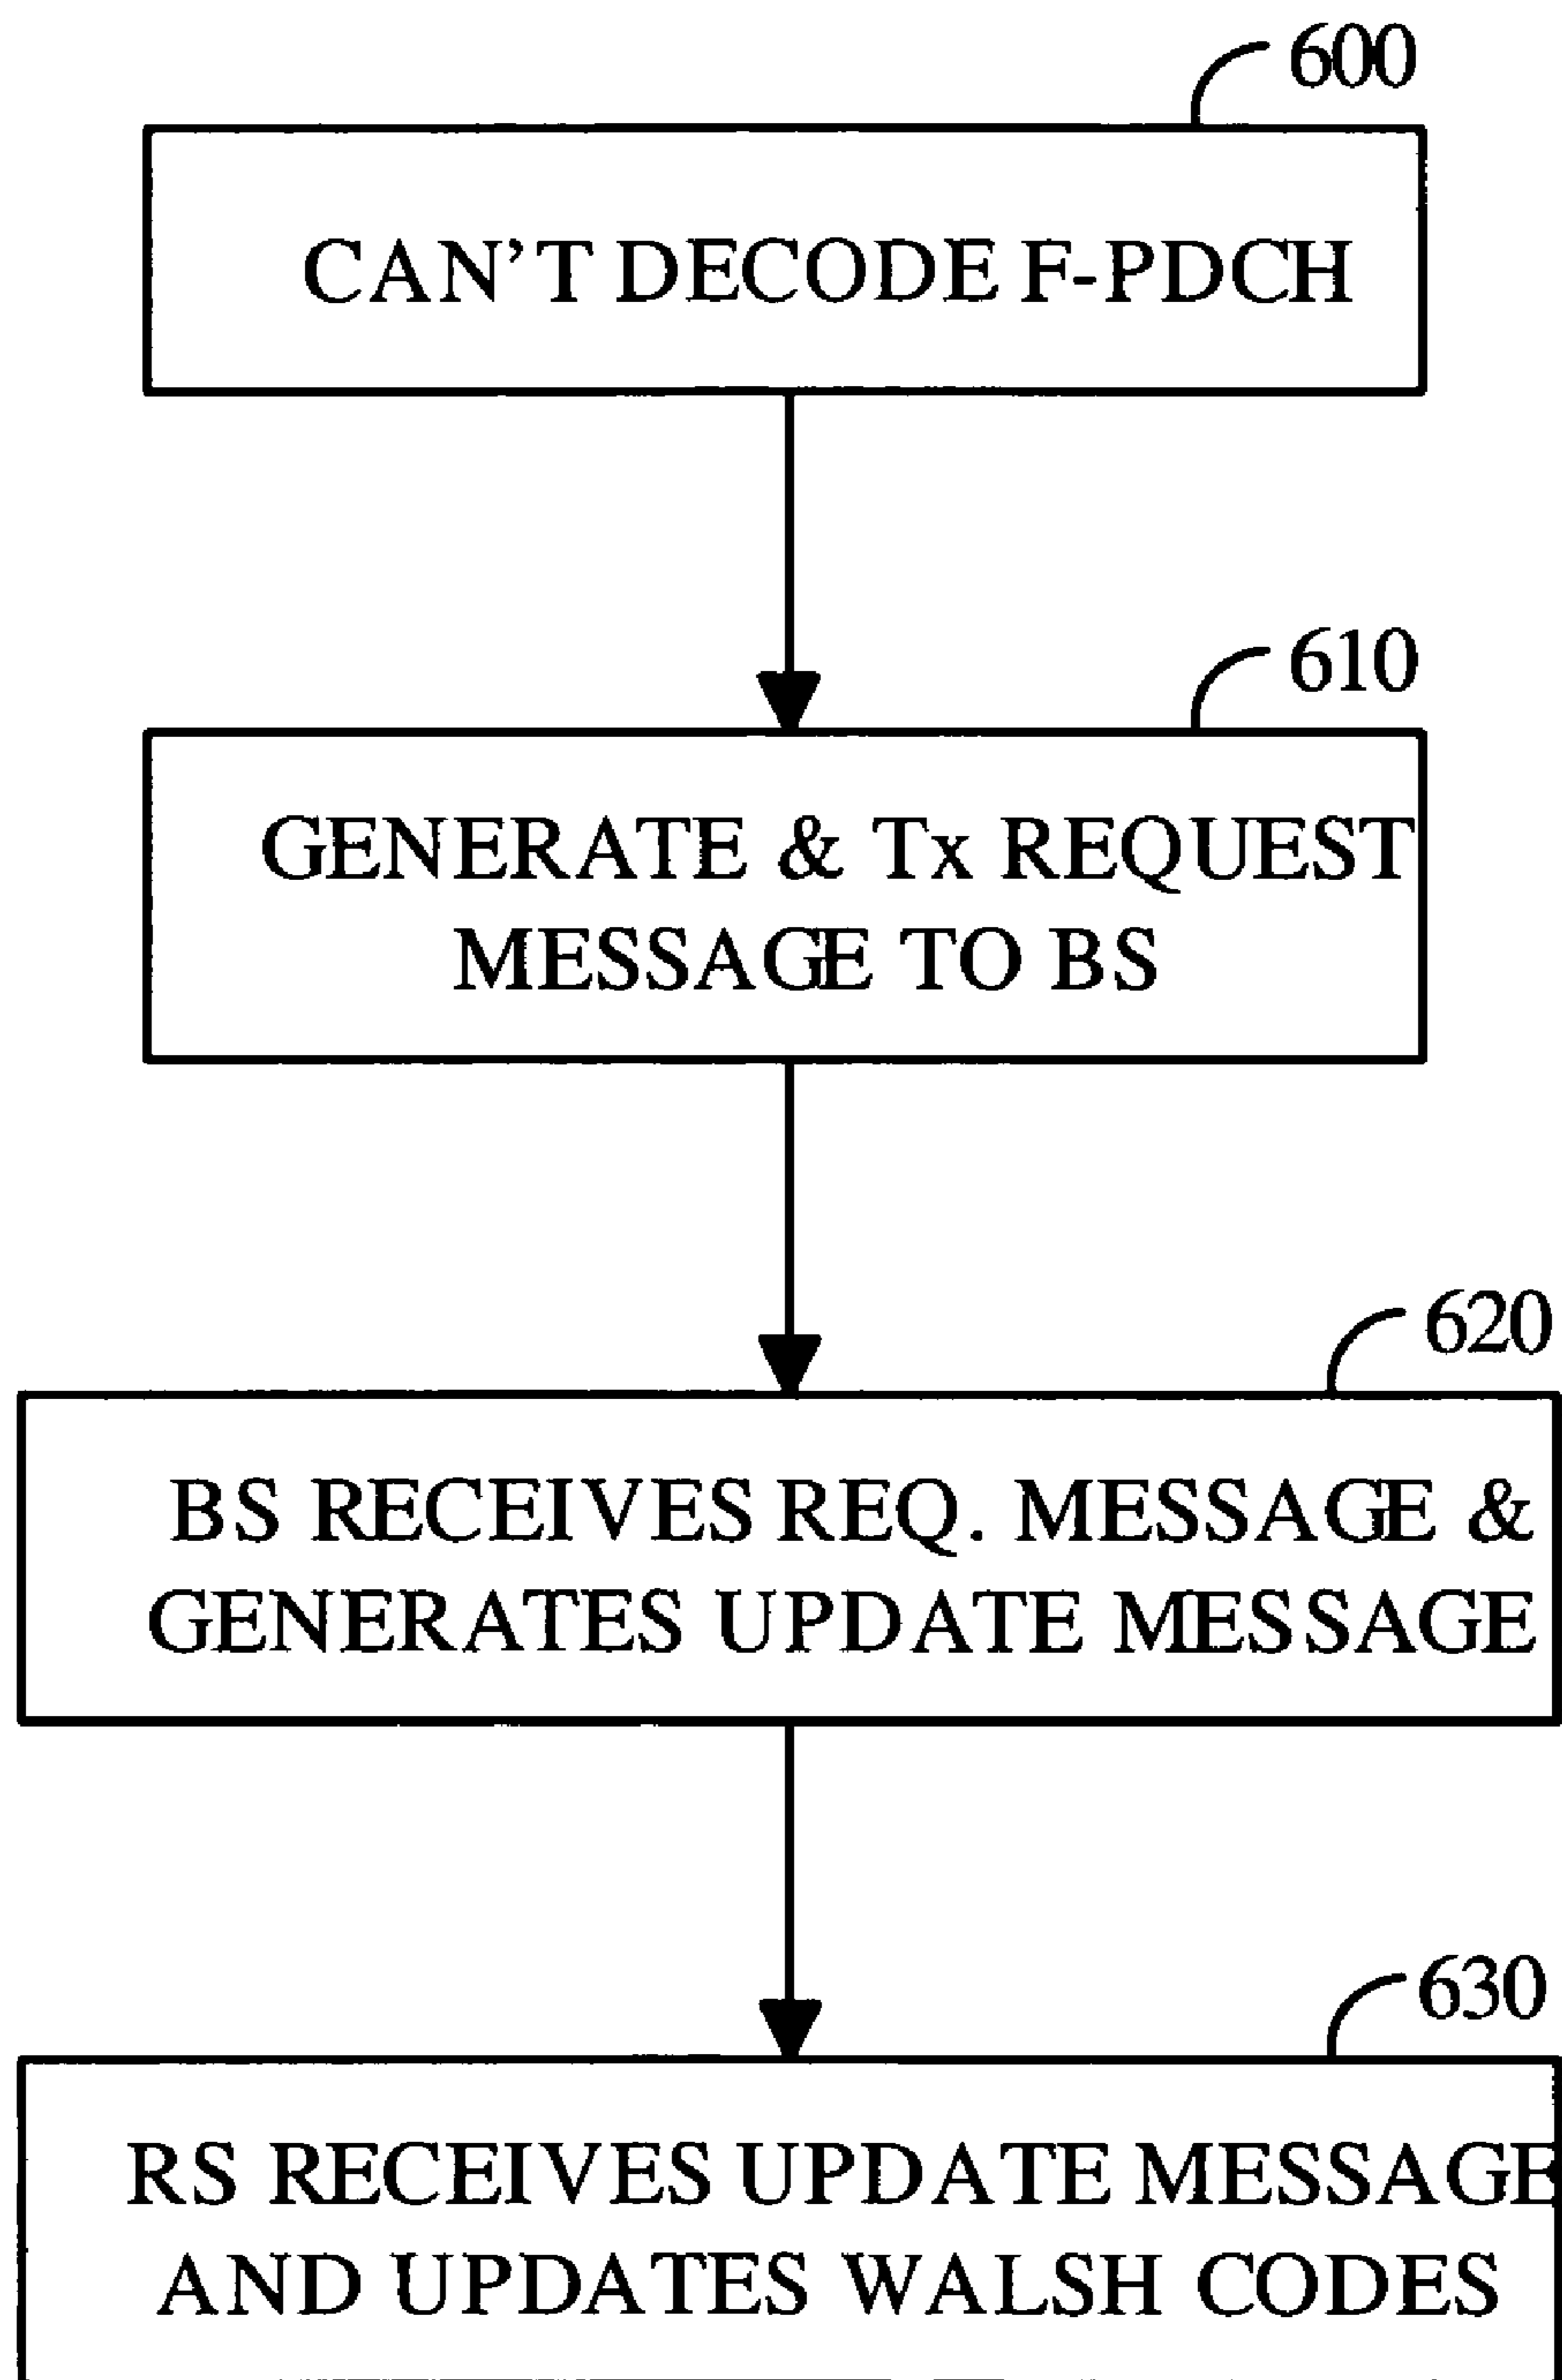 600
CAN'T DECODE F-PDCH
610
GENERATE & Tx REQUEST
MESSAGE TO BS
620
BS RECEIVES REQ. MESSAGE &
GENERATES UPDATE MESSAGE
630
RS RECEIVES UPDATE MESSAGE
AND UPDATES WALSH CODES